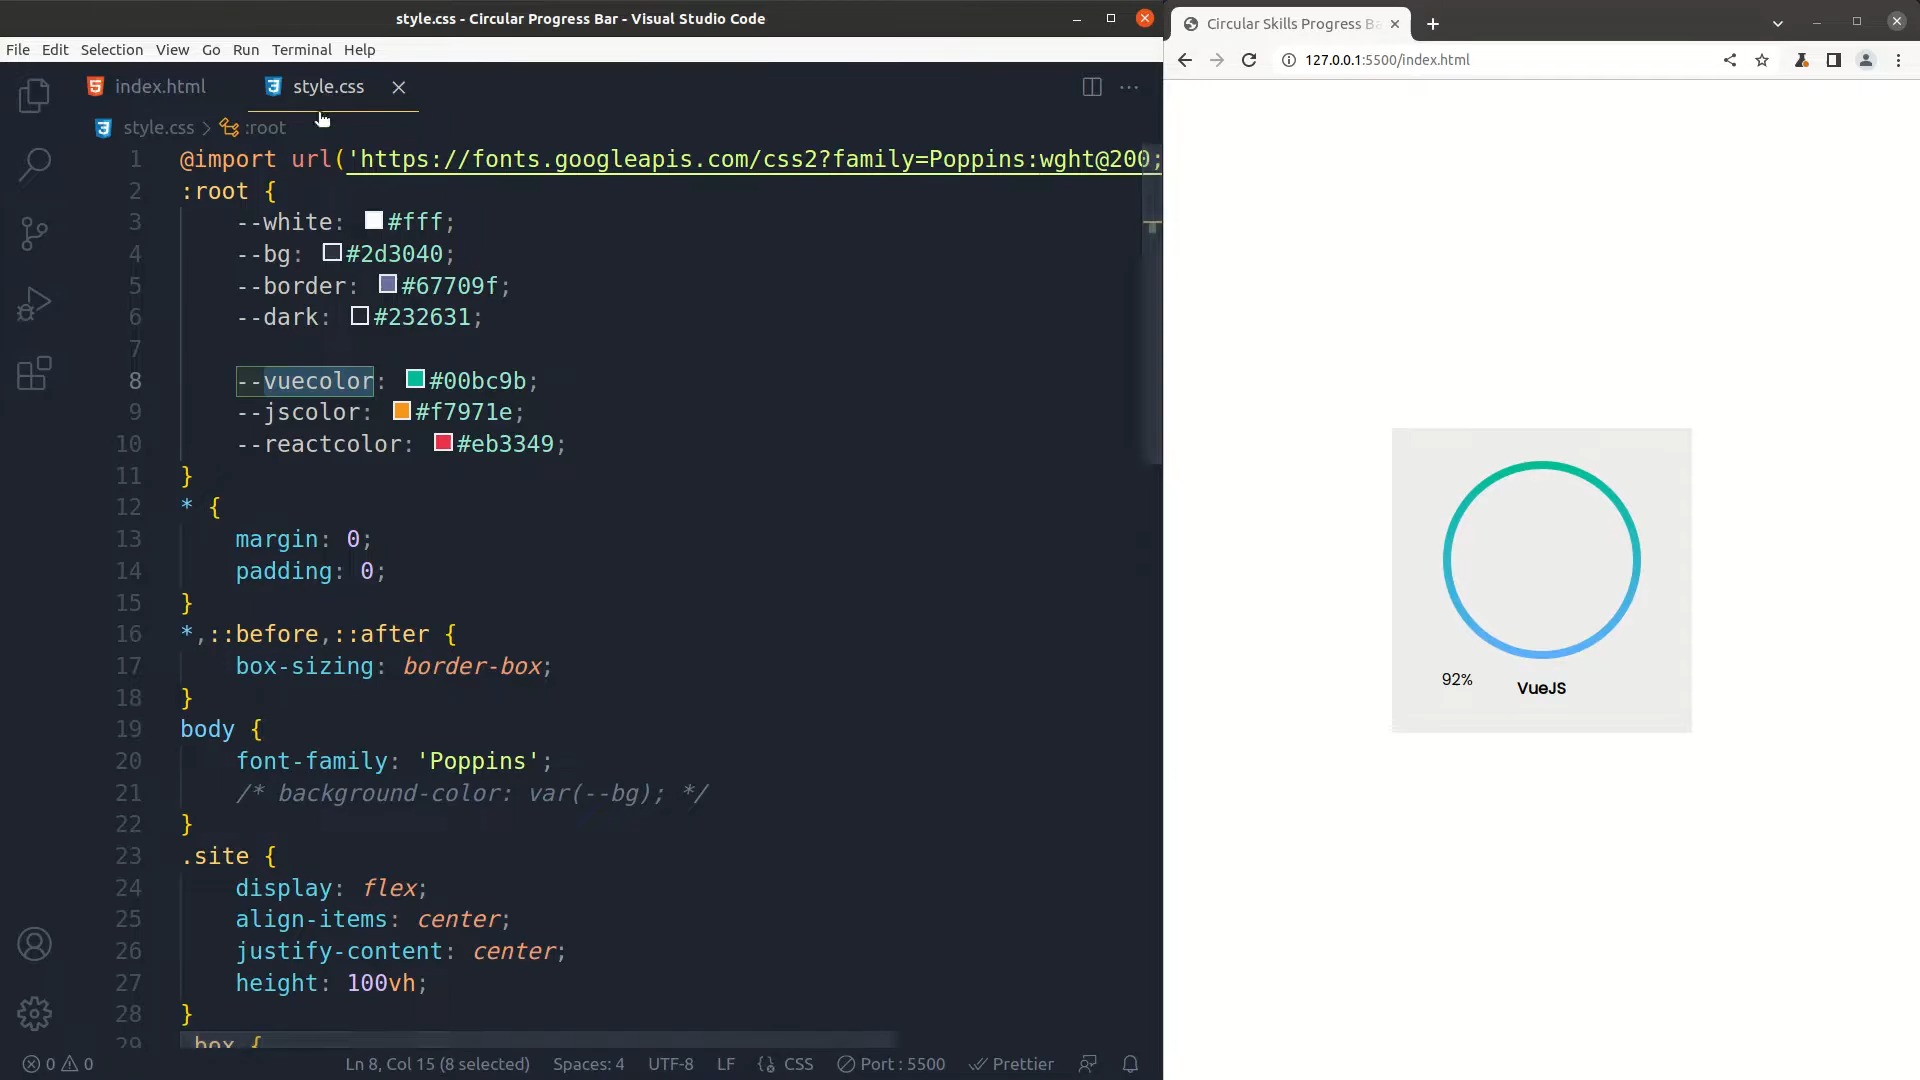 style.css - Circular Progress Bar - Visual Studio Code
File Edit Selection View Go Run Terminal Help
index.html
style.css
style.css > :root
1 @import url('https://fonts.googleapis.com/css2?family=Poppins:wght@200;
2 :root {
3 --white: #fff;
4 --bg: #2d3040;
5 --border: #67709f;
6 --dark: #232631;
7
8 --vuecolor: #00bc9b;
9 --jscolor: #f7971e;
10 --reactcolor: #eb3349;
11 }
12 * {
13 margin: 0;
14 padding: 0;
15 }
16 *,::before,::after {
17 box-sizing: border-box;
18 }
19 body {
20 font-family: 'Poppins';
21 /* background-color: var(--bg); */
22 }
23 .site {
24 display: flex;
25 align-items: center;
26 justify-content: center;
27 height: 100vh;
28 }
29 .box {
0 0 Ln 8, Col 15 (8 selected) Spaces: 4 UTF-8 LF {} CSS Port : 5500 Prettier
Circular Skills Progress Ba
127.0.0.1:5500/index.html
92%
VueJS